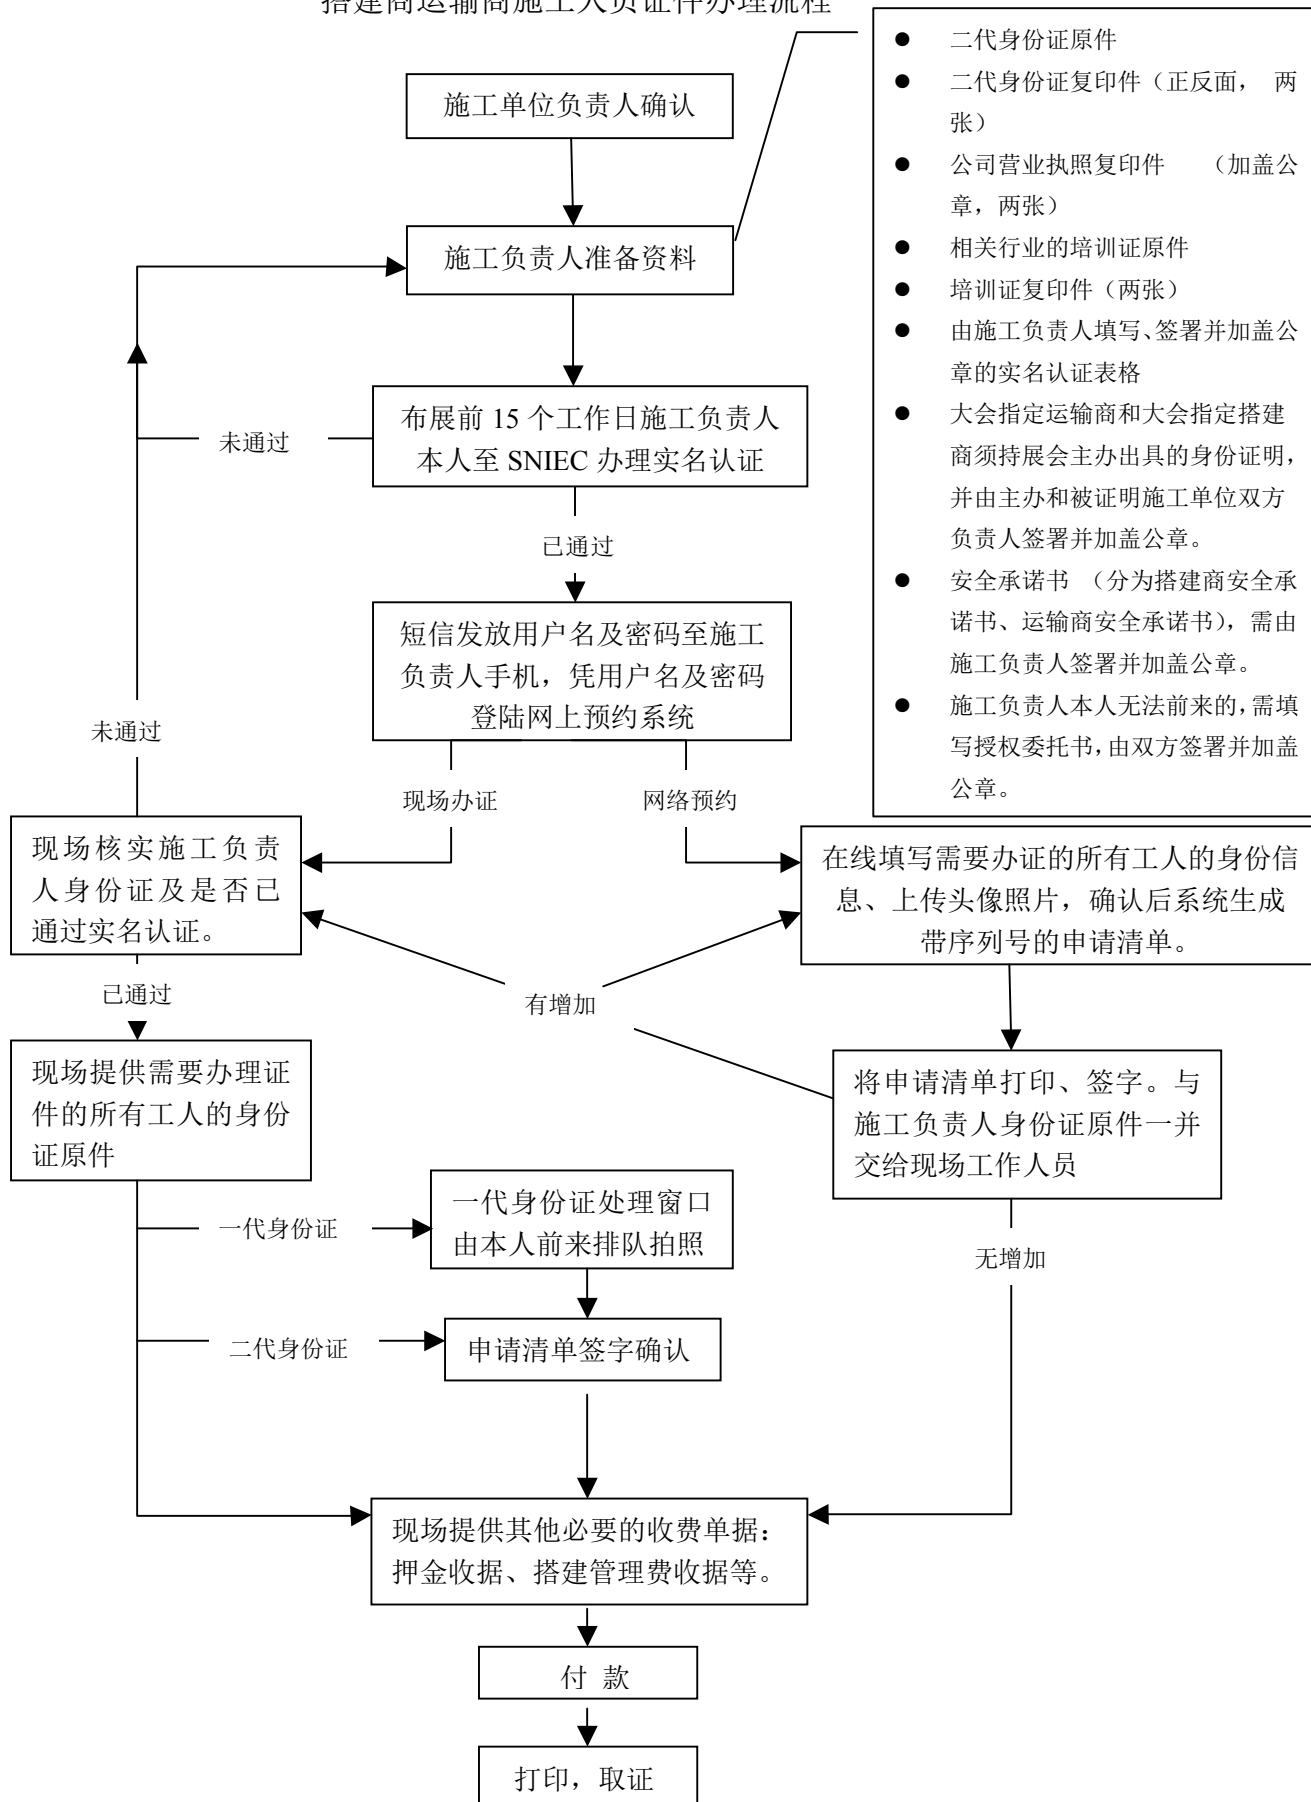 搭建商运输商施工人员证件办理流程
施工单位负责人确认
施工负责人准备资料
● 二代身份证原件
● 二代身份证复印件（正反面， 两
张）
● 公司营业执照复印件 （加盖公
章，两张）
● 相关行业的培训证原件
● 培训证复印件（两张）
● 由施工负责人填写、签署并加盖公
章的实名认证表格
● 大会指定运输商和大会指定搭建
商须持展会主办出具的身份证明，
并由主办和被证明施工单位双方
负责人签署并加盖公章。
● 安全承诺书 （分为搭建商安全承
诺书、运输商安全承诺书），需由
施工负责人签署并加盖公章。
● 施工负责人本人无法前来的，需填
写授权委托书，由双方签署并加盖
公章。
布展前 15 个工作日施工负责人
本人至 SNIEC 办理实名认证
未通过
已通过
短信发放用户名及密码至施工
负责人手机，凭用户名及密码
登陆网上预约系统
未通过
现场办证
网络预约
现场核实施工负责
人身份证及是否已
通过实名认证。
在线填写需要办证的所有工人的身份信
息、上传头像照片，确认后系统生成
带序列号的申请清单。
已通过
有增加
现场提供需要办理证
件的所有工人的身份
证原件
将申请清单打印、签字。与
施工负责人身份证原件一并
交给现场工作人员
一代身份证
一代身份证处理窗口
由本人前来排队拍照
无增加
二代身份证
申请清单签字确认
现场提供其他必要的收费单据：
押金收据、搭建管理费收据等。
付 款
打印，取证